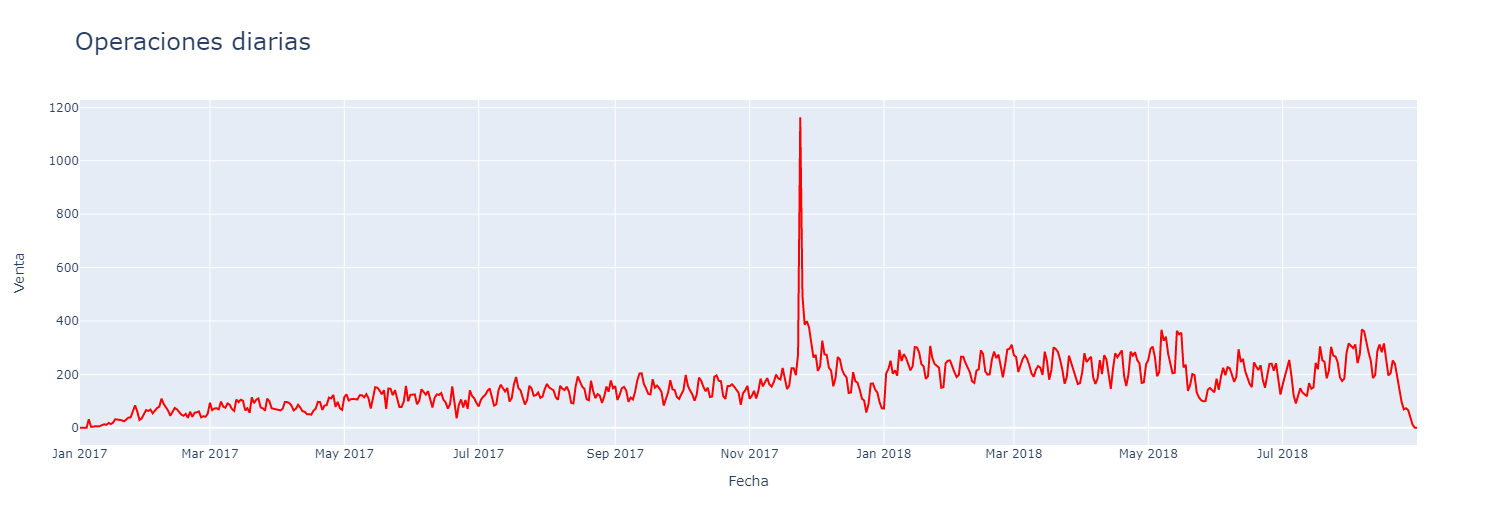 Operaciones diarias
Venta
1200
1000
800
600
400
200
0
Jan 2017
Mar 2017
May 2017
Jul 2017
Sep 2017
Nov 2017
Jan 2018
Mar 2018
May 2018
Jul 2018
Fecha